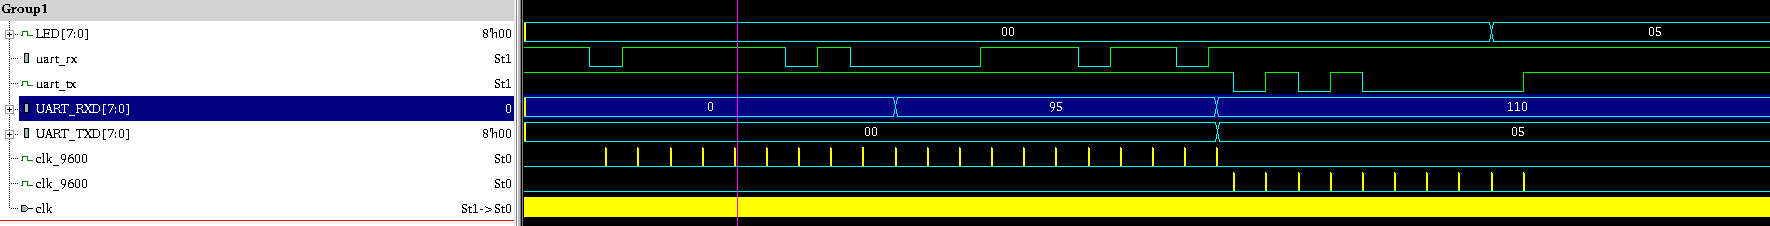 Group1
LED[7:0] 8'h00 00 05
uart_rx St1
uart_tx St1
UART_RXD[7:0] 0 0 95 110
UART_TXD[7:0] 8'h00 00 05
clk_9600 St0
clk_9600 St0
clk St1->St0